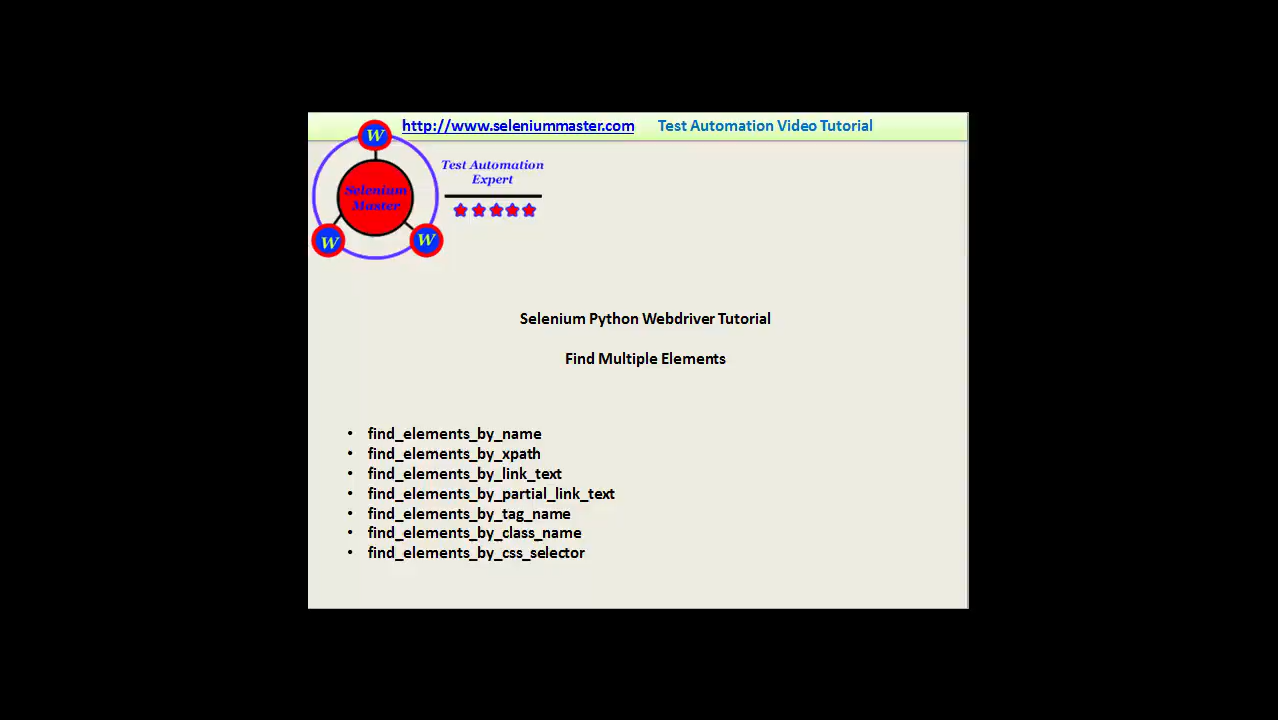 http://www.seleniummaster.com Test Automation Video Tutorial
W
Test Automation
Expert
Selenium
Master
W
W
Selenium Python Webdriver Tutorial
Find Multiple Elements
• find_elements_by_name
• find_elements_by_xpath
• find_elements_by_link_text
• find_elements_by_partial_link_text
• find_elements_by_tag_name
• find_elements_by_class_name
• find_elements_by_css_selector